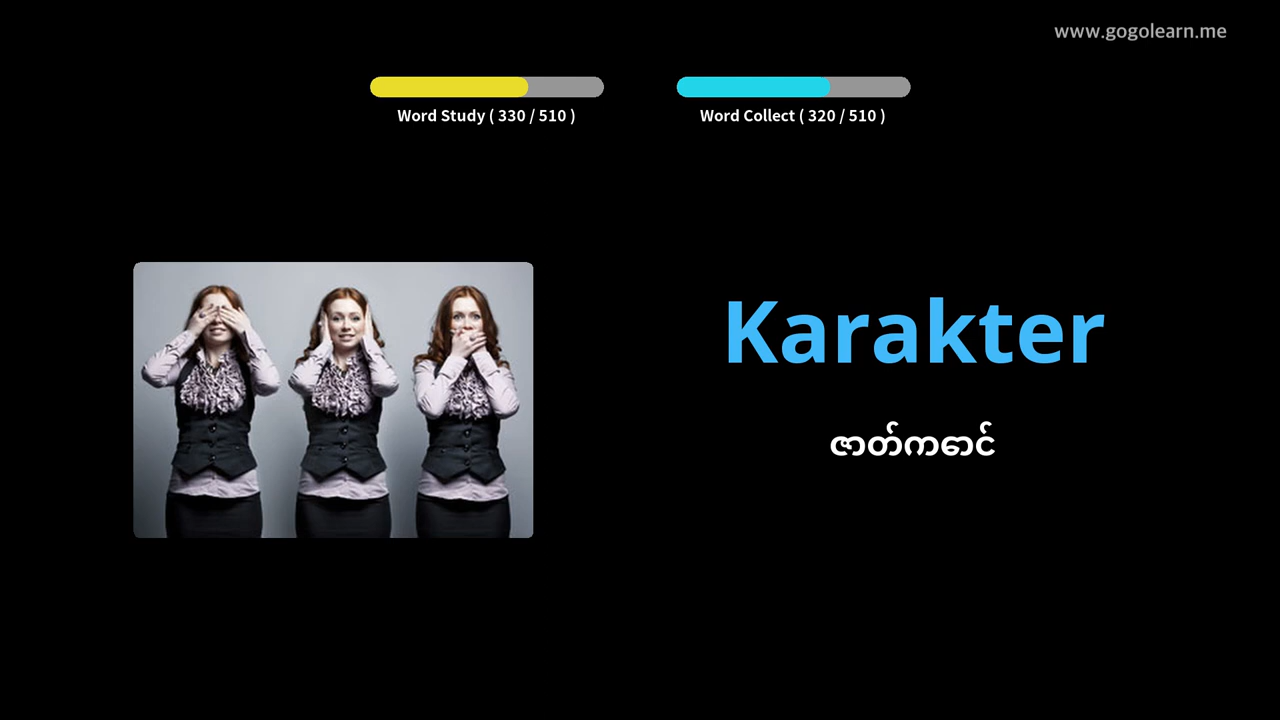 www.gogolearn.me
Word Study ( 330 / 510 )
Word Collect ( 320 / 510 )
Karakter
ဇာတ်ကောင်